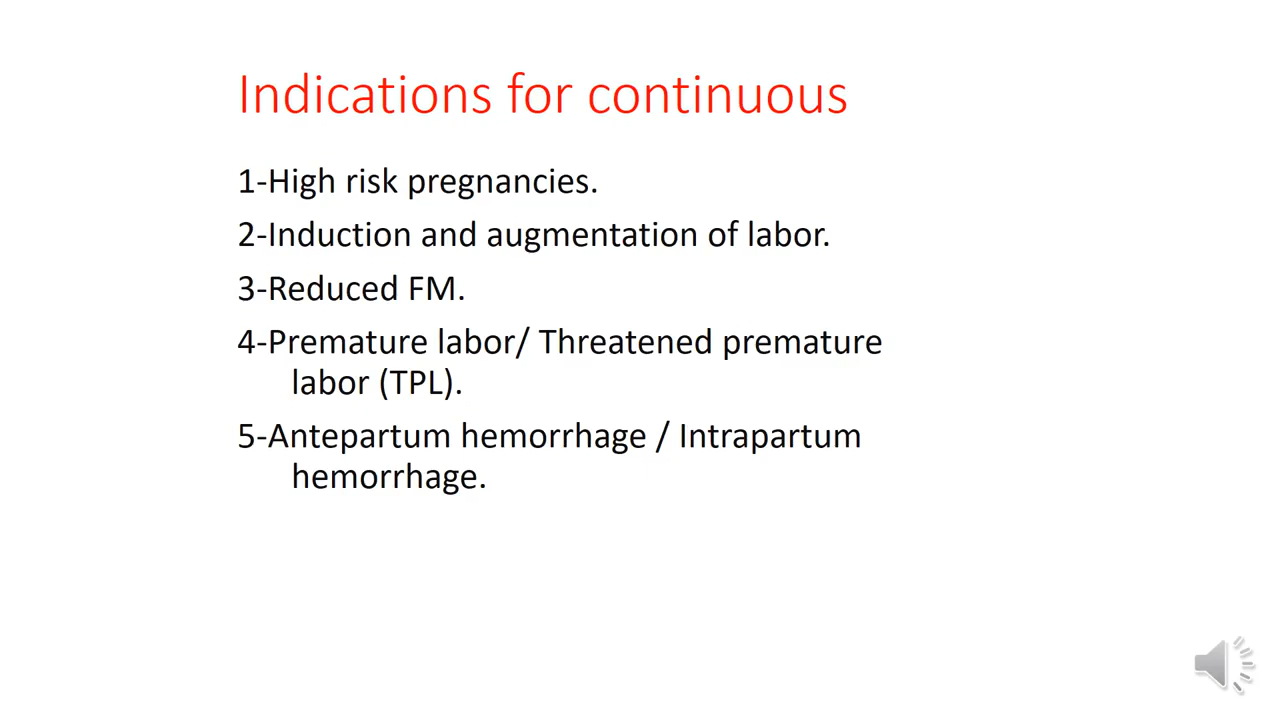 Indications for continuous
1-High risk pregnancies.
2-Induction and augmentation of labor.
3-Reduced FM.
4-Premature labor/ Threatened premature
labor (TPL).
5-Antepartum hemorrhage / Intrapartum
hemorrhage.